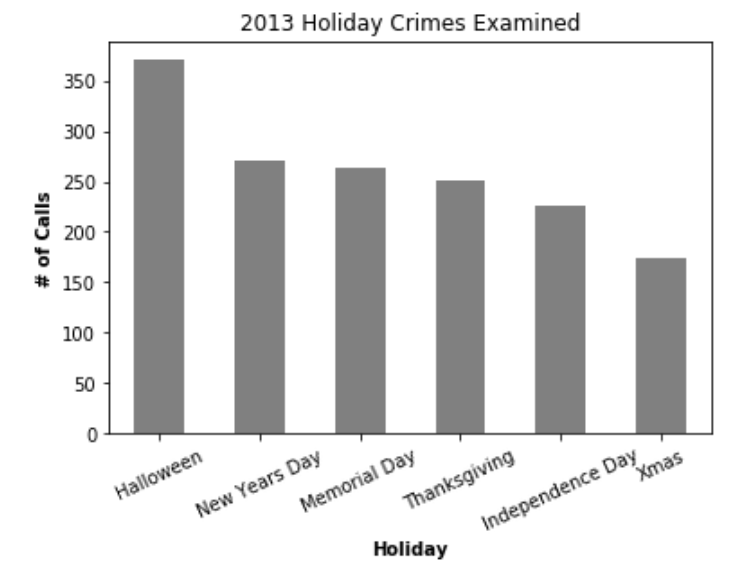 2013 Holiday Crimes Examined
350
300
250
200
150
100
50
0
# of Calls
Halloween
New Years Day
Memorial Day
Thanksgiving
Independence Day
Xmas
Holiday